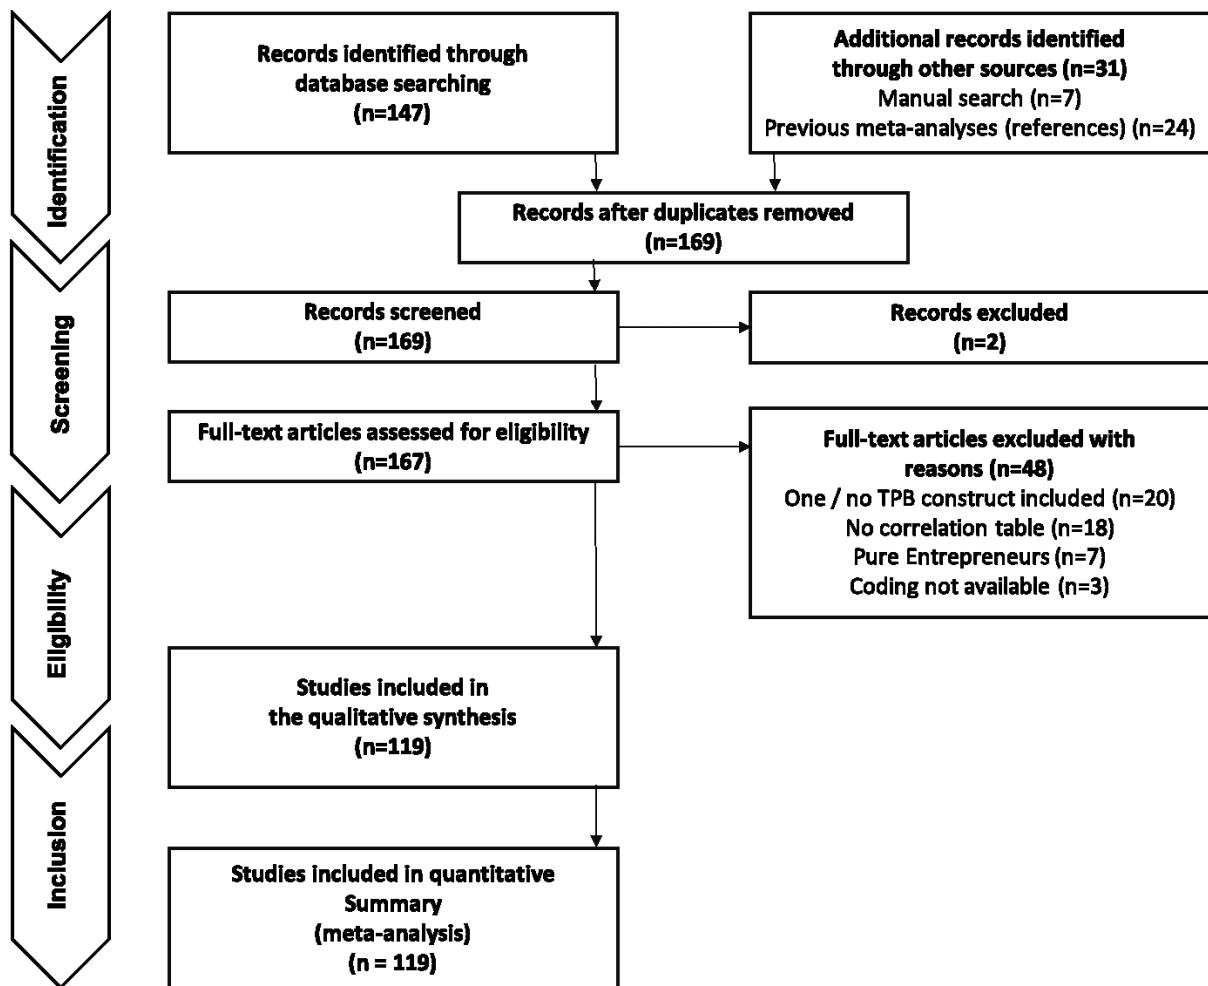 Identification
Records identified through
database searching
(n=147)
Additional records identified
through other sources (n=31)
Manual search (n=7)
Previous meta-analyses (references) (n=24)
Records after duplicates removed
(n=169)
Screening
Records screened
(n=169)
Records excluded
(n=2)
Full-text articles assessed for eligibility
(n=167)
Full-text articles excluded with
reasons (n=48)
One / no TPB construct included (n=20)
No correlation table (n=18)
Pure Entrepreneurs (n=7)
Coding not available (n=3)
Eligibility
Studies included in
the qualitative synthesis
(n=119)
Inclusion
Studies included in quantitative
Summary
(meta-analysis)
(n = 119)